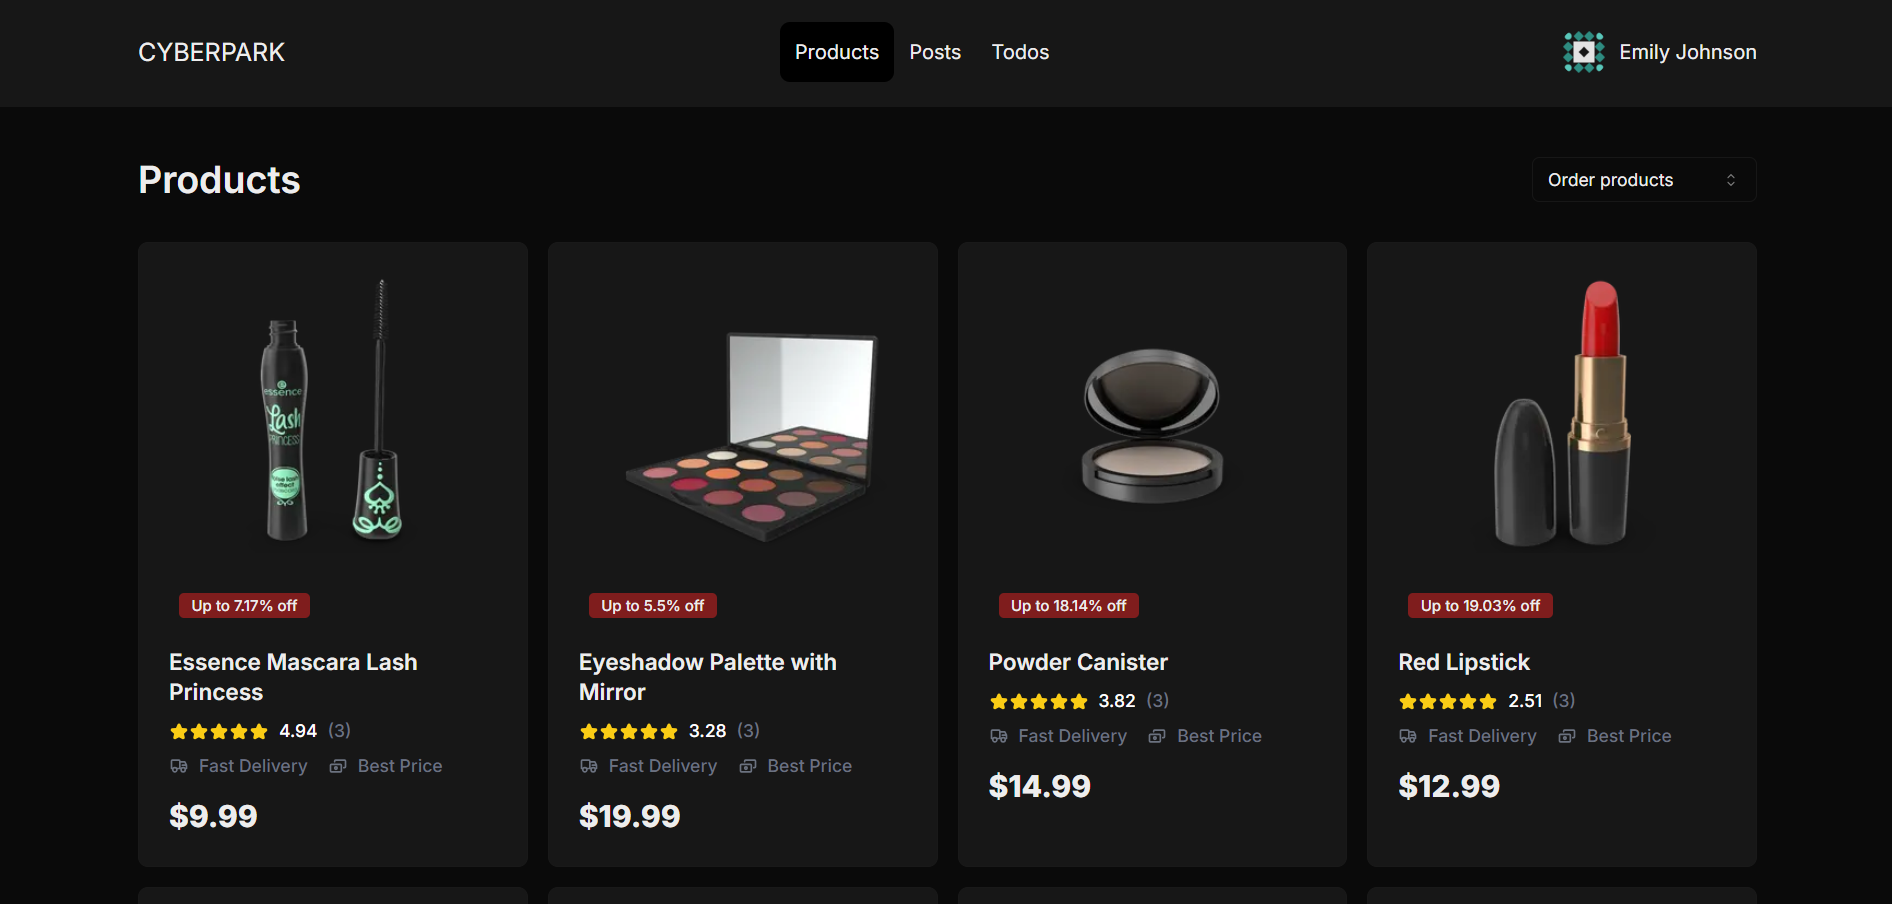 CYBERPARK
Products Posts Todos
Emily Johnson
Products
Order products
essence
Lash
PRINCESS
Up to 7.17% off
Essence Mascara Lash
Princess
4.94 (3)
Fast Delivery Best Price
$9.99
Up to 5.5% off
Eyeshadow Palette with
Mirror
3.28 (3)
Fast Delivery Best Price
$19.99
Up to 18.14% off
Powder Canister
3.82 (3)
Fast Delivery Best Price
$14.99
Up to 19.03% off
Red Lipstick
2.51 (3)
Fast Delivery Best Price
$12.99